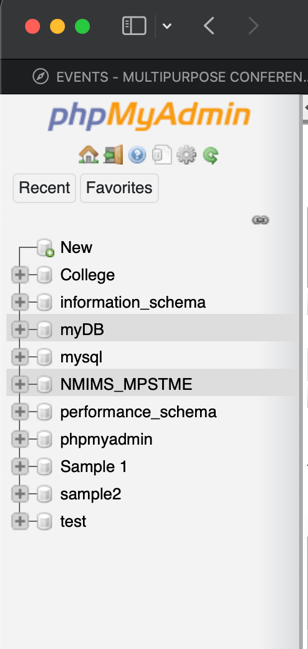 EVENTS - MULTIPURPOSE CONFEREN...
phpMyAdmin
Recent Favorites
New
College
information_schema
myDB
mysql
NMIMS_MPSTME
performance_schema
phpmyadmin
Sample 1
sample2
test